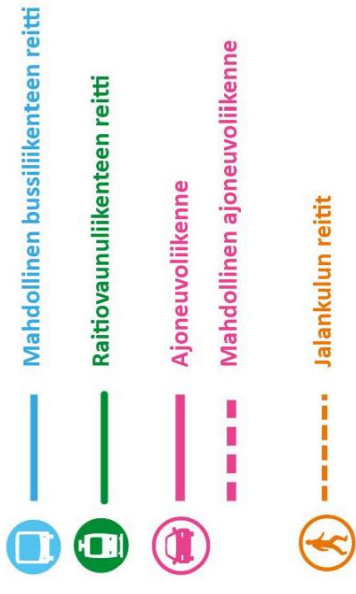 Mahdollinen bussiliikenteen reitti
Raitiovaunuliikenteen reitti
Ajoneuvoliikenne
Mahdollinen ajoneuvoliikenne
Jalankulun reitit